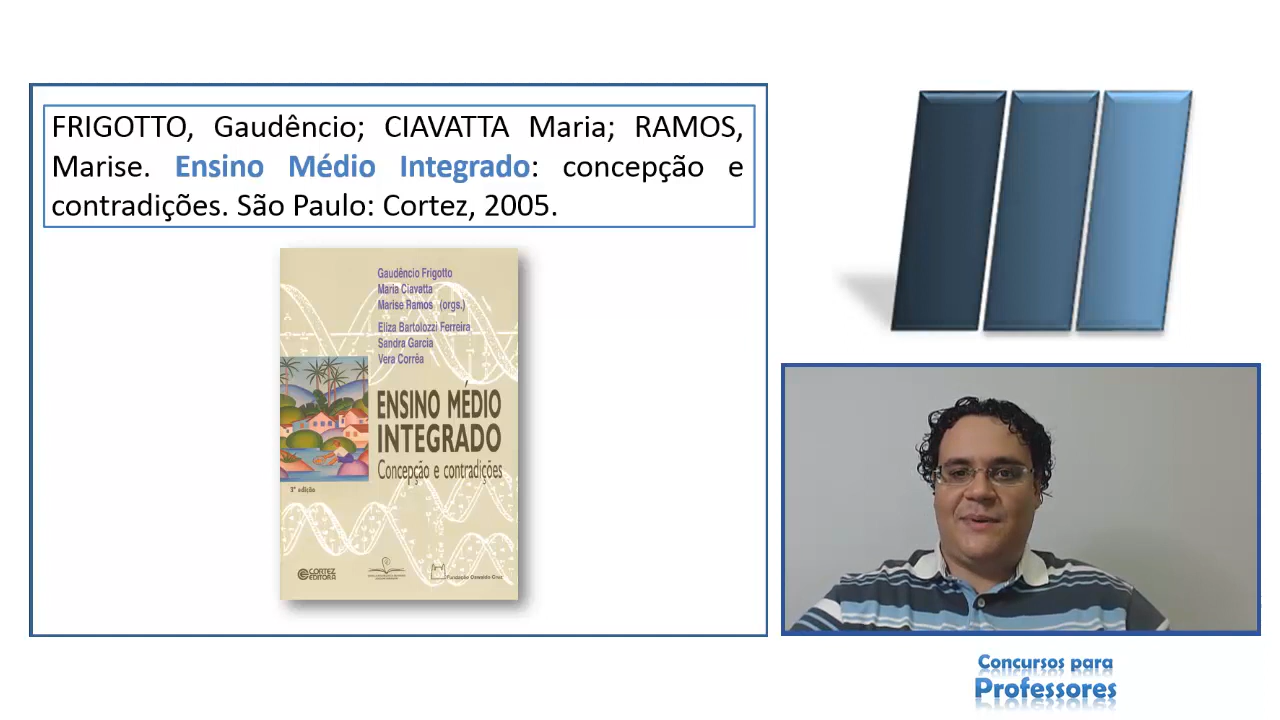 FRIGOTTO, Gaudêncio; CIAVATTA Maria; RAMOS,
Marise. Ensino Médio Integrado: concepção e
contradições. São Paulo: Cortez, 2005.
Gaudêncio Frigotto
Maria Ciavatta
Marise Ramos (orgs.)
Eliza Bartolozzi Ferreira
Sandra Garcia
Vera Corrêa
ENSINO MÉDIO
INTEGRADO
Concepção e contradições
CORTEZ
EDITORA
Fundação Oswaldo Cruz
Concursos para
Professores